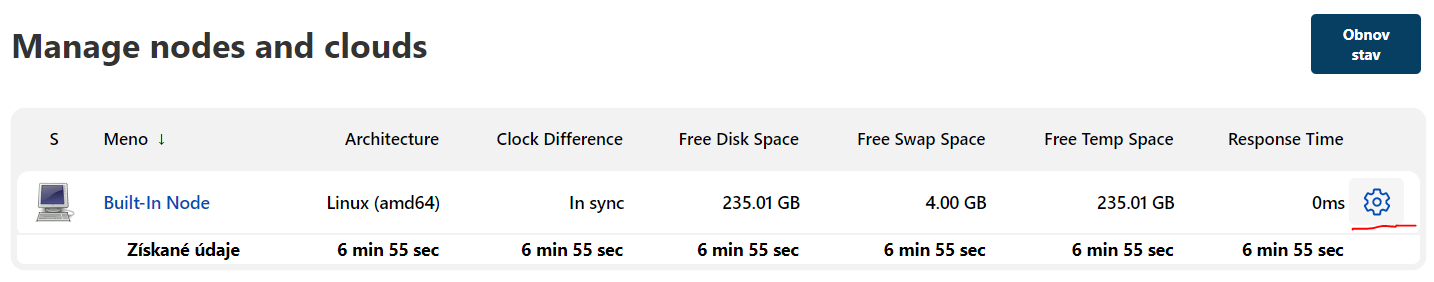 Manage nodes and clouds
Obnov
stav
S Meno ↓ Architecture Clock Difference Free Disk Space Free Swap Space Free Temp Space Response Time
Built-In Node Linux (amd64) In sync 235.01 GB 4.00 GB 235.01 GB 0ms
Získané údaje 6 min 55 sec 6 min 55 sec 6 min 55 sec 6 min 55 sec 6 min 55 sec 6 min 55 sec